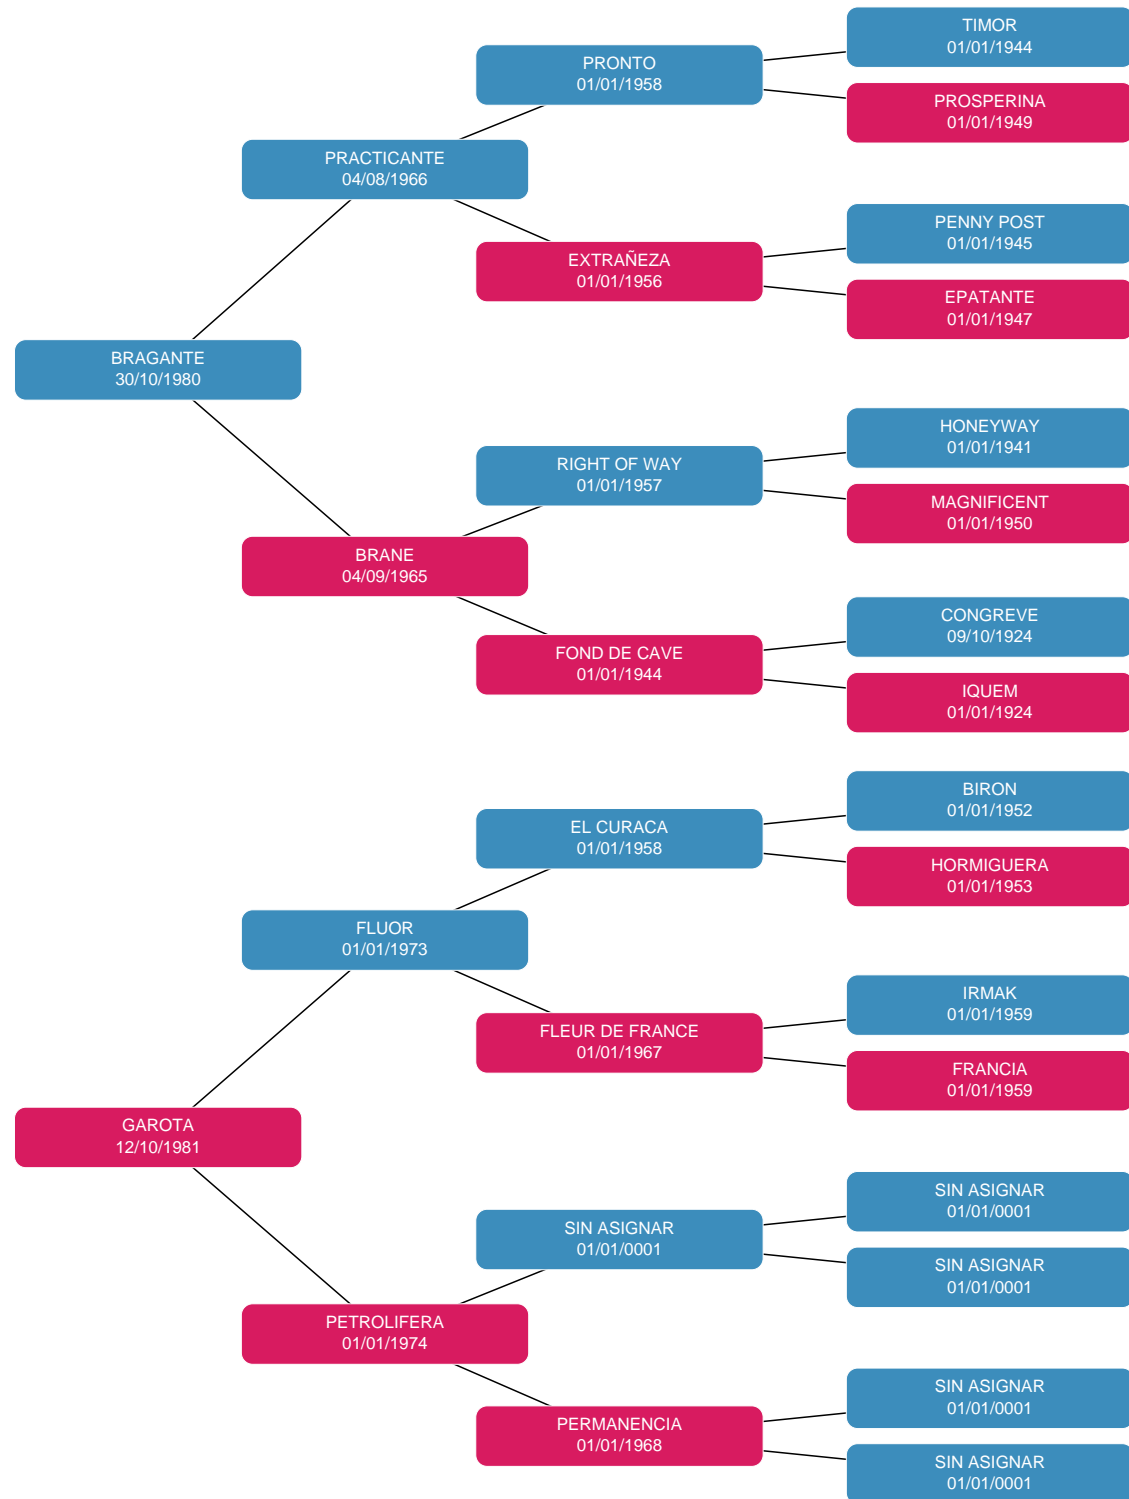 TIMOR
01/01/1944
PRONTO
01/01/1958
PROSPERINA
01/01/1949
PRACTICANTE
04/08/1966
PENNY POST
01/01/1945
EXTRAÑEZA
01/01/1956
EPATANTE
01/01/1947
BRAGANTE
30/10/1980
HONEYWAY
01/01/1941
RIGHT OF WAY
01/01/1957
MAGNIFICENT
01/01/1950
BRANE
04/09/1965
CONGREVE
09/10/1924
FOND DE CAVE
01/01/1944
IQUEM
01/01/1924
BIRON
01/01/1952
EL CURACA
01/01/1958
HORMIGUERA
01/01/1953
FLUOR
01/01/1973
IRMAK
01/01/1959
FLEUR DE FRANCE
01/01/1967
FRANCIA
01/01/1959
GAROTA
12/10/1981
SIN ASIGNAR
01/01/0001
SIN ASIGNAR
01/01/0001
SIN ASIGNAR
01/01/0001
PETROLIFERA
01/01/1974
SIN ASIGNAR
01/01/0001
PERMANENCIA
01/01/1968
SIN ASIGNAR
01/01/0001